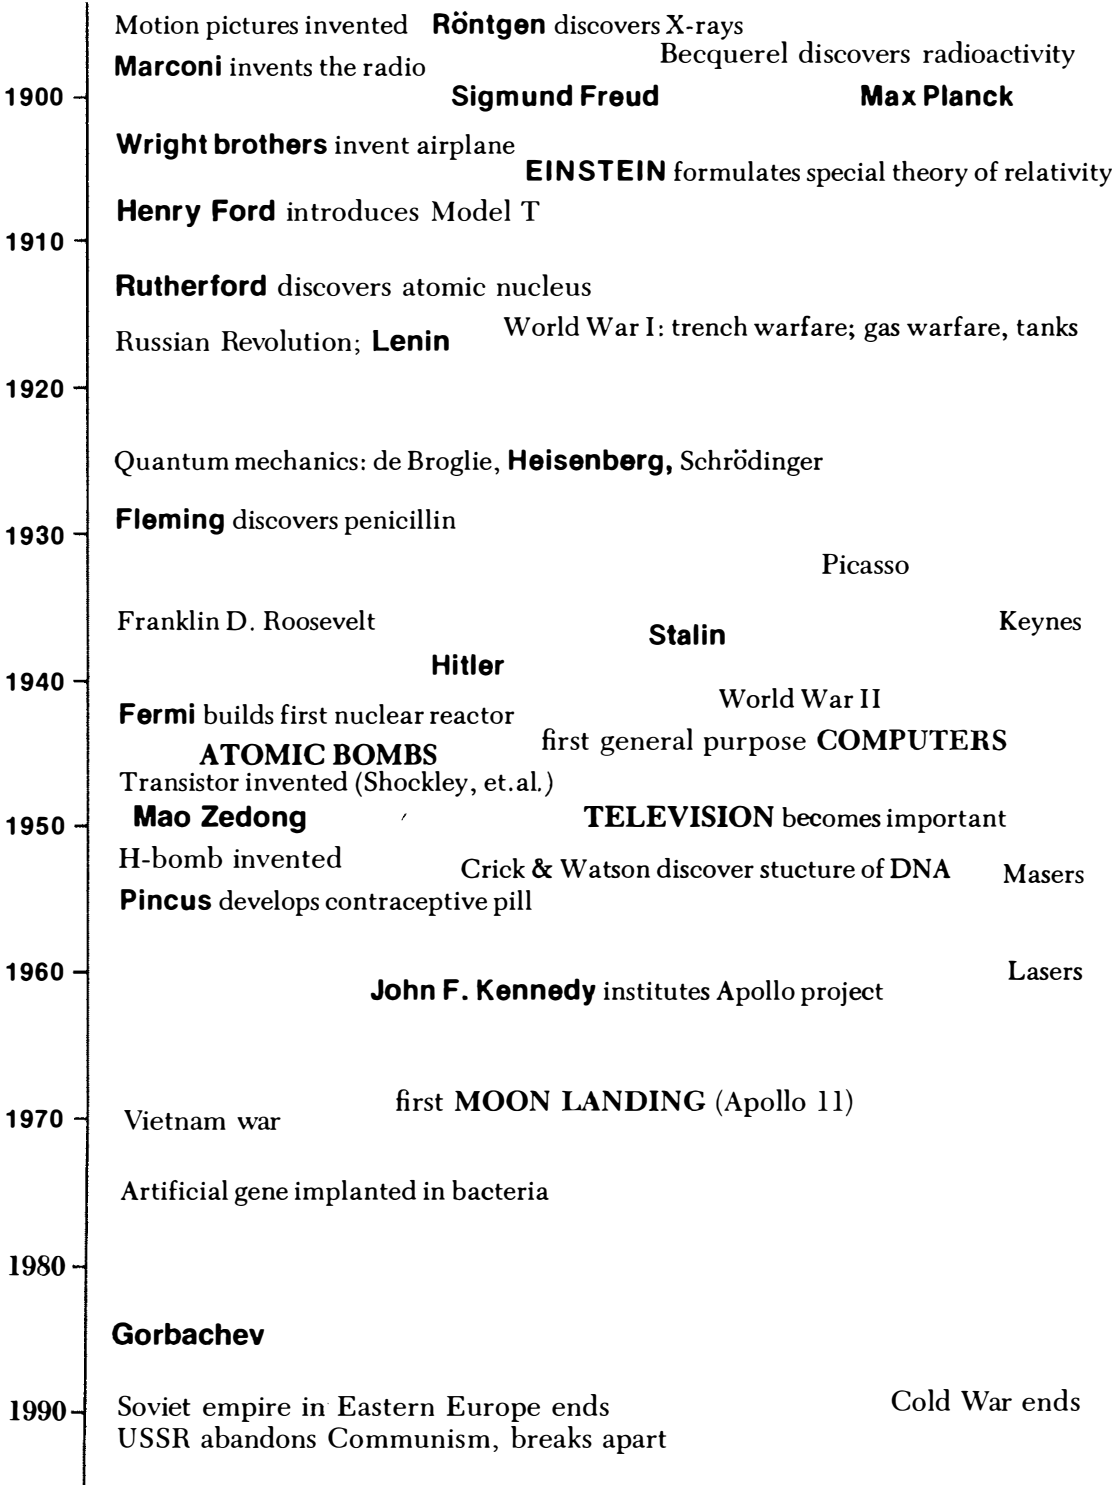 Motion pictures invented Röntgen discovers X-rays
Becquerel discovers radioactivity
Marconi invents the radio
1900 Sigmund Freud Max Planck
Wright brothers invent airplane
EINSTEIN formulates special theory of relativity
Henry Ford introduces Model T
1910
Rutherford discovers atomic nucleus
World War I: trench warfare; gas warfare, tanks
Russian Revolution; Lenin
1920
Quantum mechanics: de Broglie, Heisenberg, Schrödinger
Fleming discovers penicillin
1930
Picasso
Franklin D. Roosevelt Keynes
Stalin
Hitler
1940
World War II
Fermi builds first nuclear reactor
first general purpose COMPUTERS
ATOMIC BOMBS
Transistor invented (Shockley, et.al.)
Mao Zedong TELEVISION becomes important
1950
H-bomb invented
Crick & Watson discover stucture of DNA Masers
Pincus develops contraceptive pill
1960 Lasers
John F. Kennedy institutes Apollo project
first MOON LANDING (Apollo 11)
1970 Vietnam war
Artificial gene implanted in bacteria
1980
Gorbachev
Cold War ends
1990 Soviet empire in Eastern Europe ends
USSR abandons Communism, breaks apart